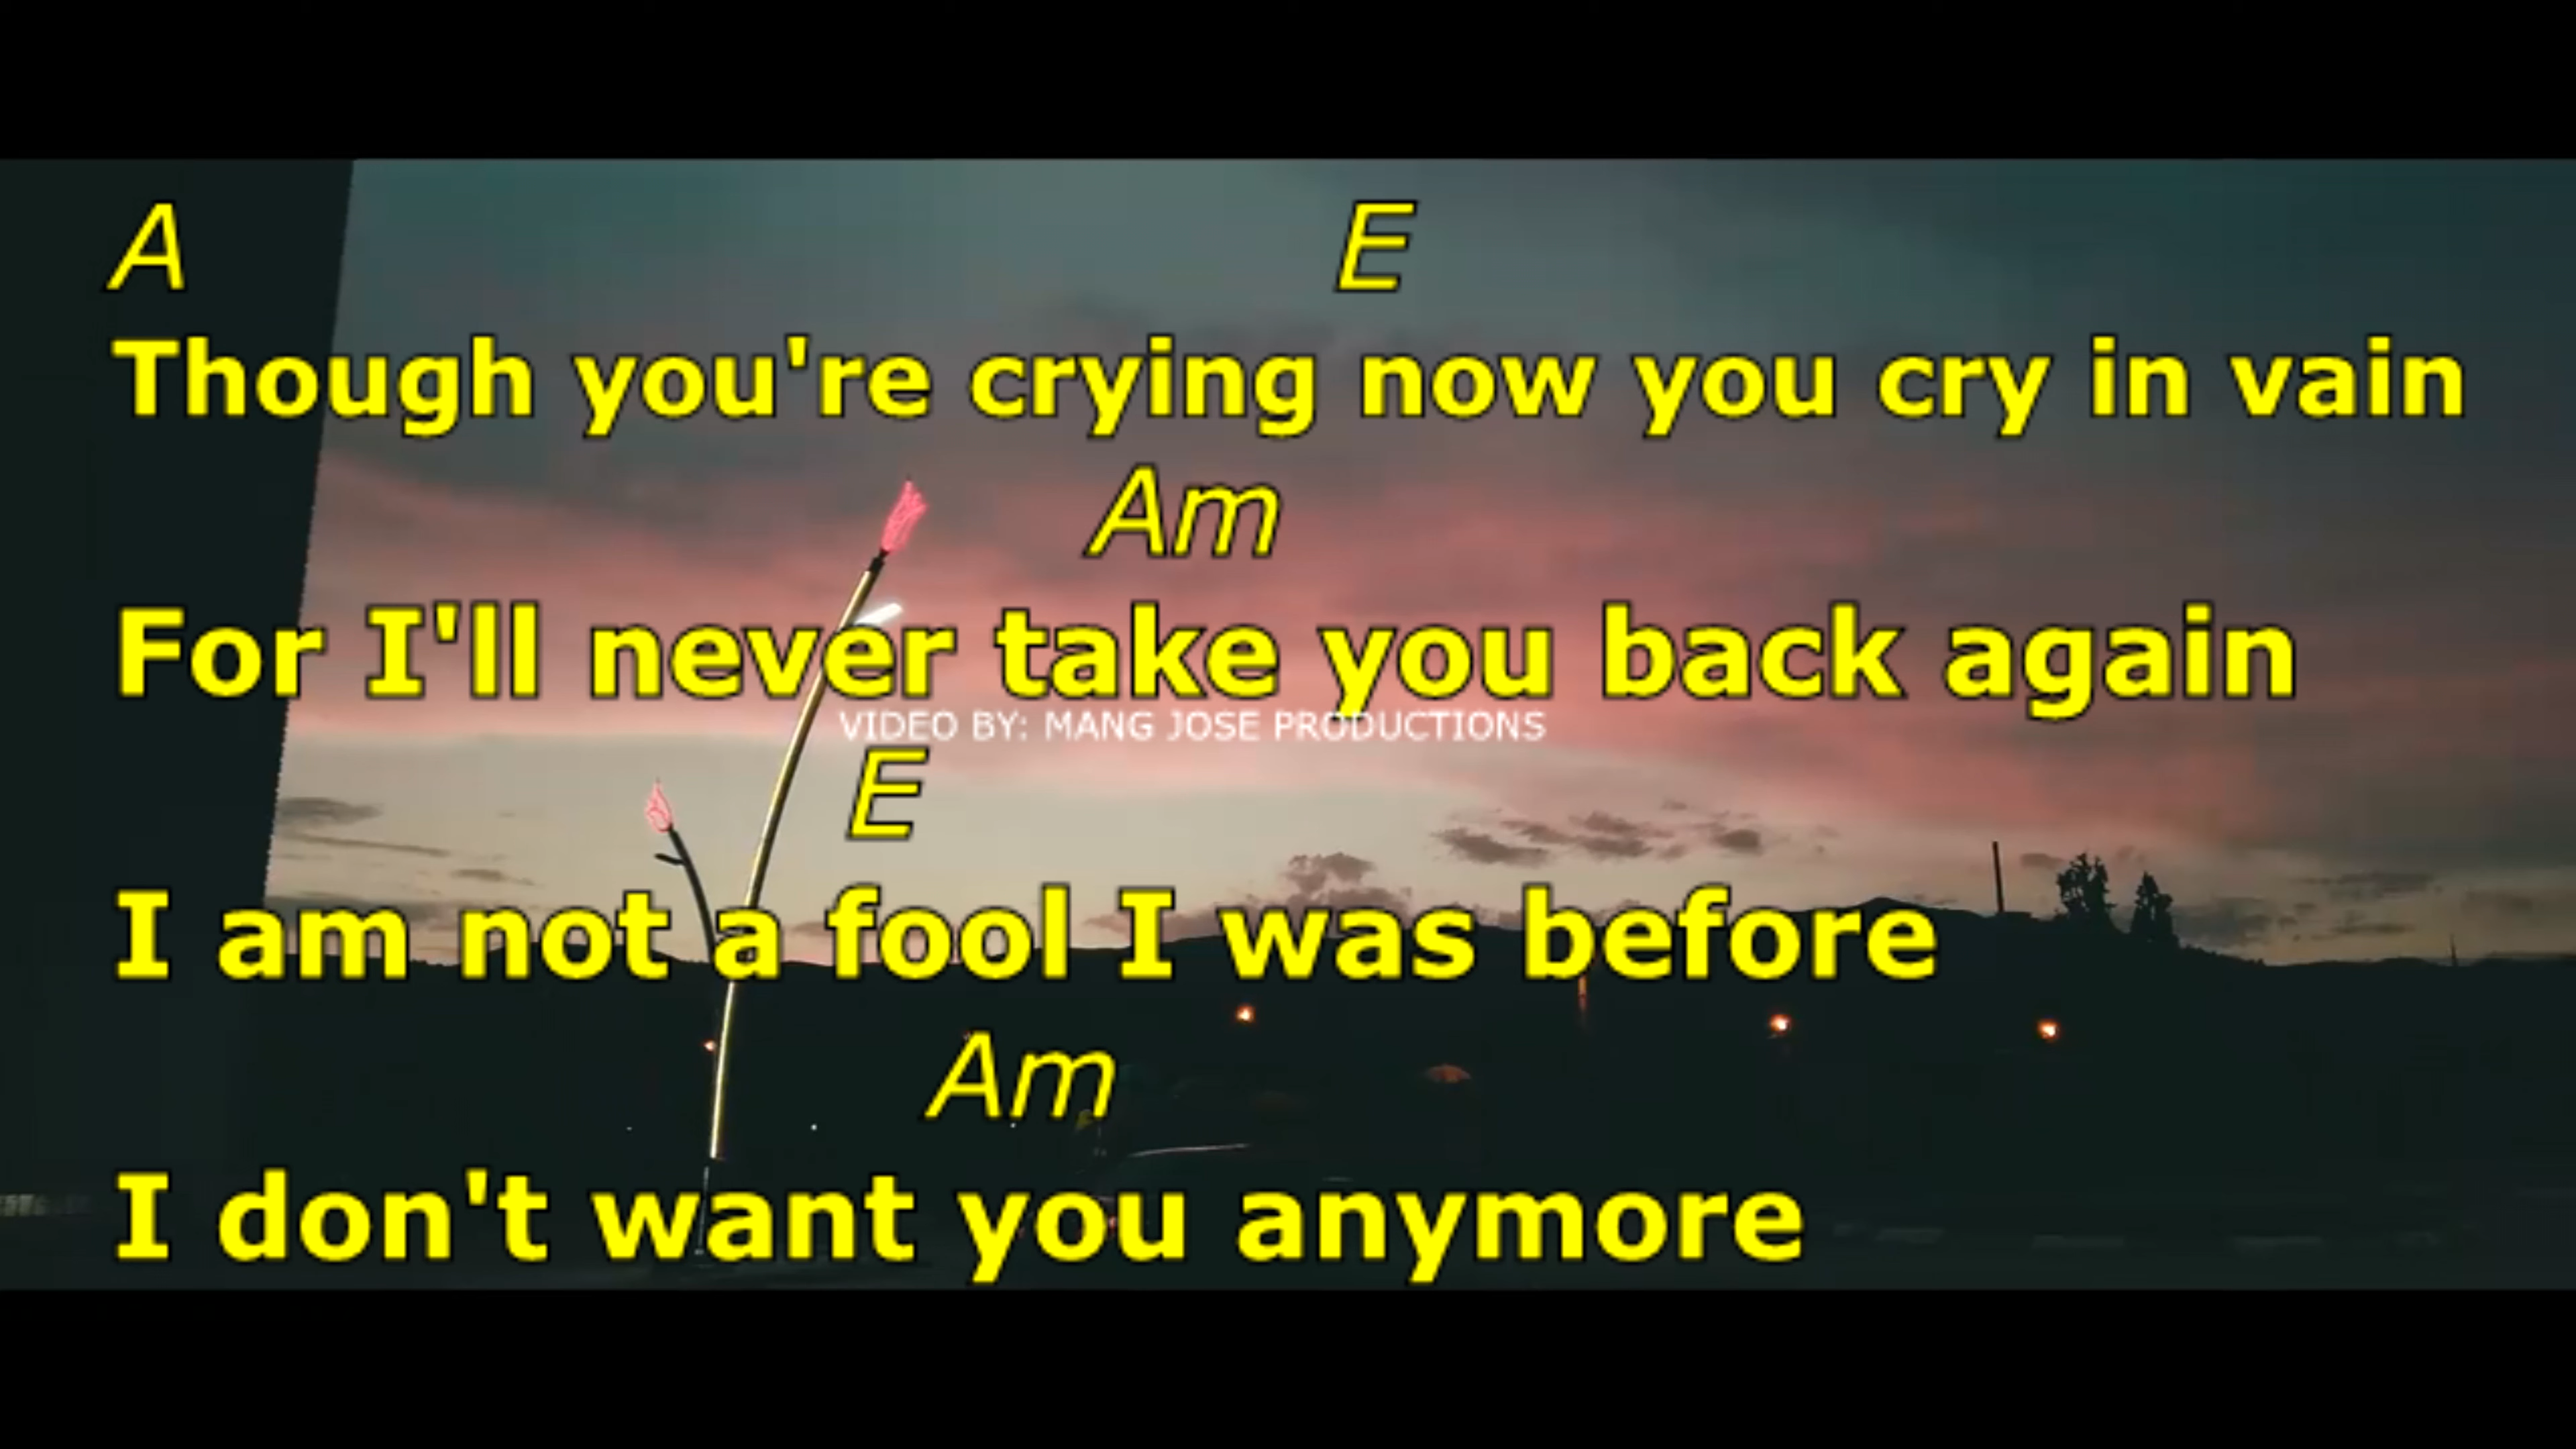 A E
Though you're crying now you cry in vain
Am
For I'll never take you back again
VIDEO BY: MANG JOSE PRODUCTIONS
E
I am not a fool I was before
Am
I don't want you anymore